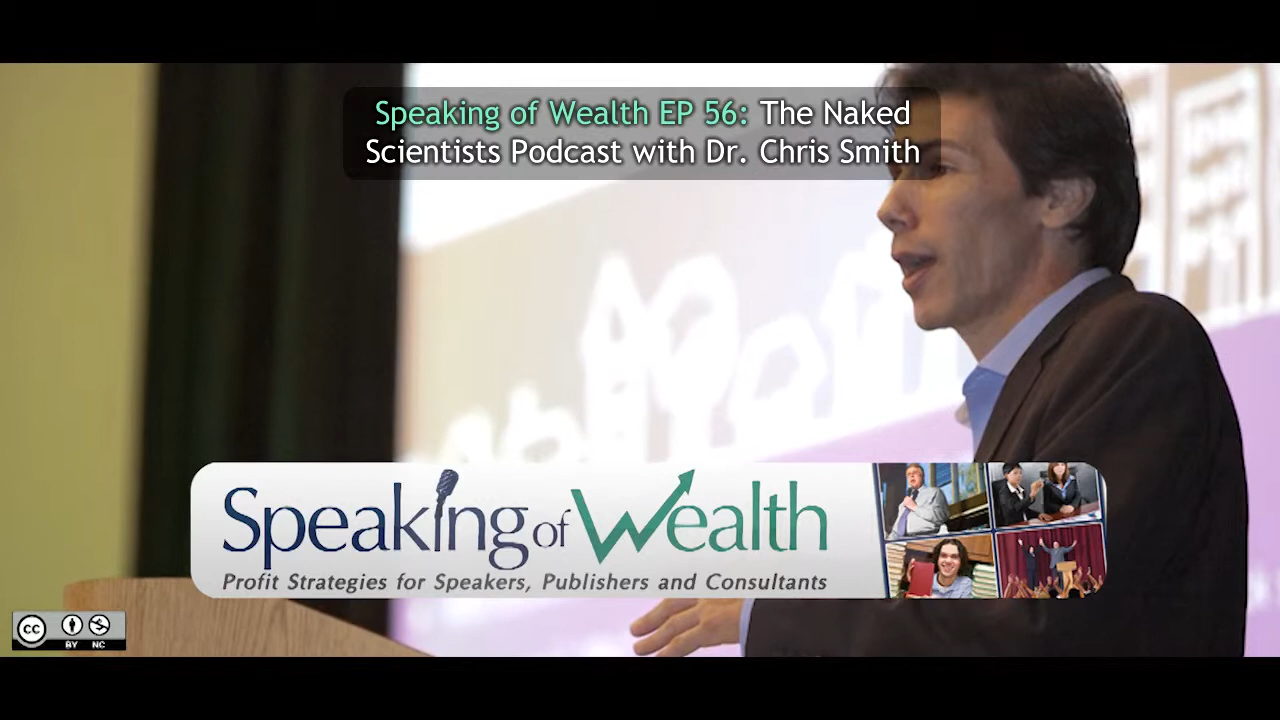 Speaking of Wealth EP 56: The Naked
Scientists Podcast with Dr. Chris Smith
Speaking of Wealth
Profit Strategies for Speakers, Publishers and Consultants
cc
BY NC